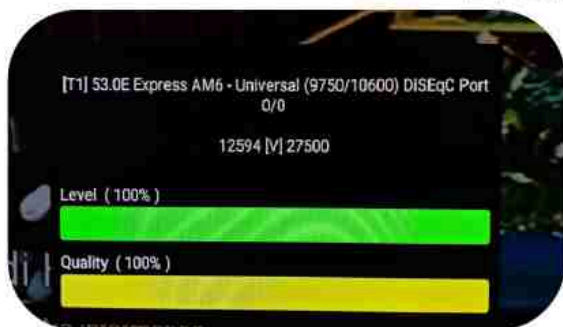 [T1] 53.0E Express AM6 - Universal (9750/10600) DiSEqC Port
0/0
12594 [V] 27500
Level ( 100% )
Quality ( 100% )